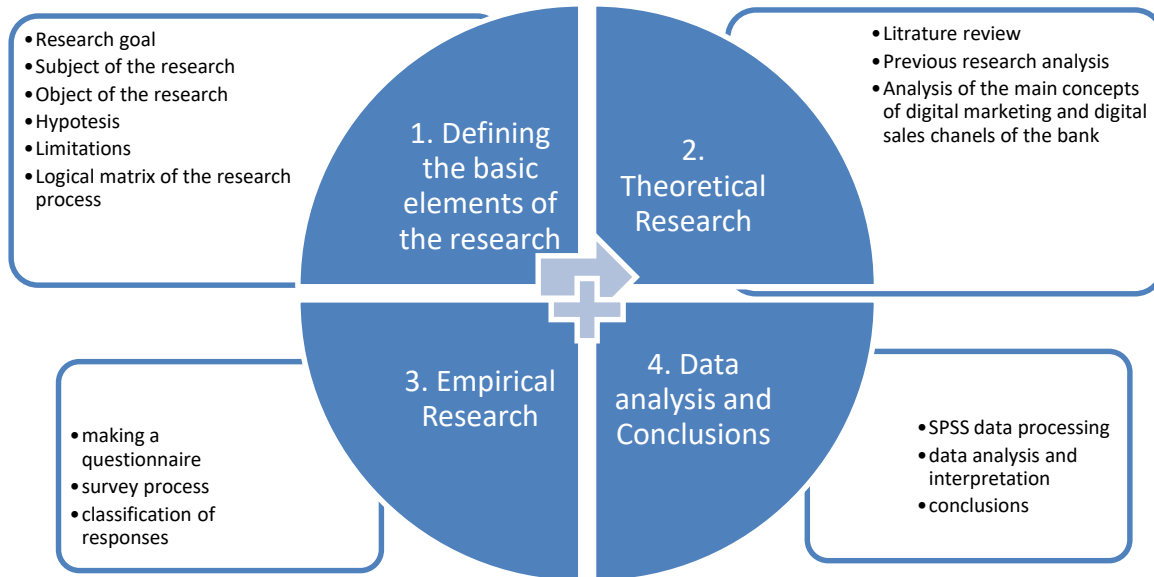 •Research goal
•Subject of the research
•Object of the research
•Hypotesis
•Limitations
•Logical matrix of the research
process
1. Defining
the basic
elements of
the research
2.
Theoretical
Research
•Litrature review
•Previous research analysis
•Analysis of the main concepts
of digital marketing and digital
sales chanels of the bank
•making a
questionnaire
•survey process
•classification of
responses
3. Empirical
Research
4. Data
analysis and
Conclusions
•SPSS data processing
•data analysis and
interpretation
•conclusions